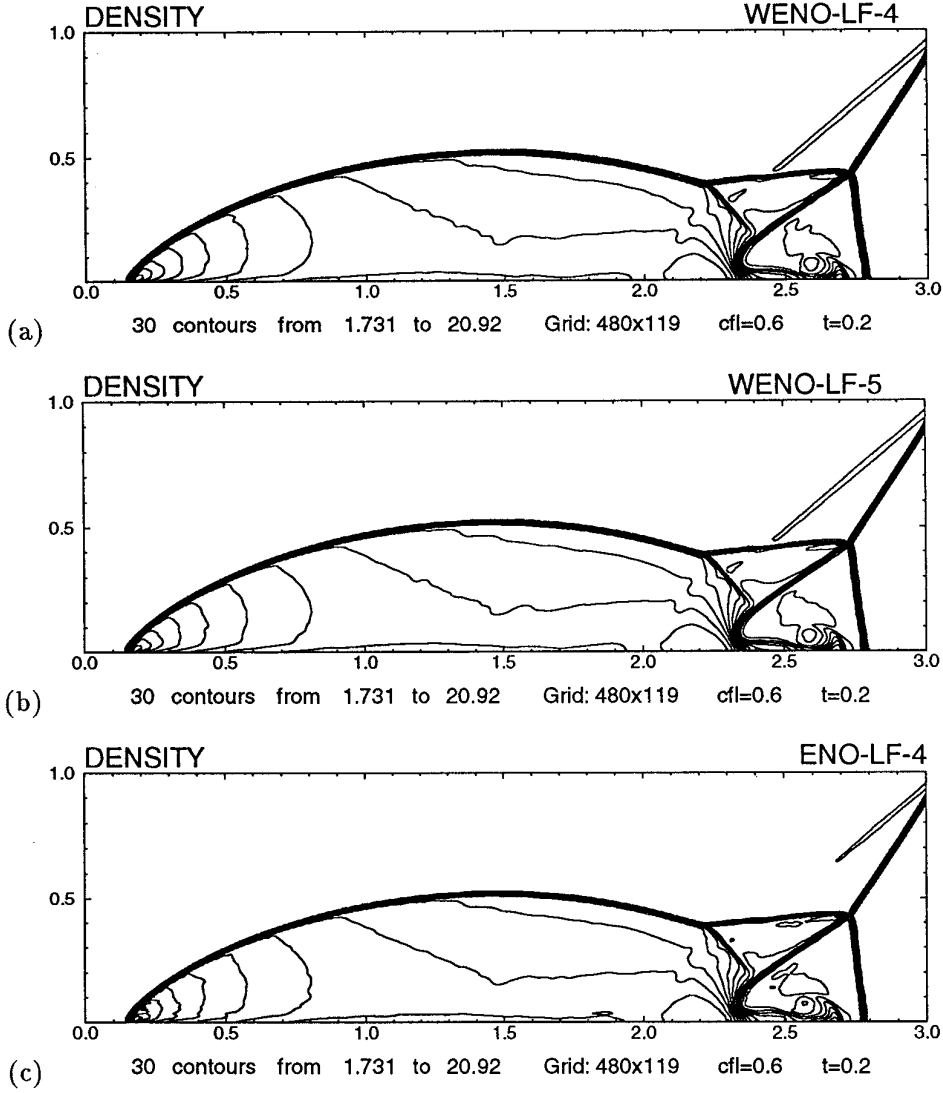 DENSITY WENO-LF-4
1.0
0.5
0.0 0.5 1.0 1.5 2.0 2.5 3.0
(a) 30 contours from 1.731 to 20.92 Grid: 480x119 cfl=0.6 t=0.2
DENSITY WENO-LF-5
1.0
0.5
0.0 0.5 1.0 1.5 2.0 2.5 3.0
(b) 30 contours from 1.731 to 20.92 Grid: 480x119 cfl=0.6 t=0.2
DENSITY ENO-LF-4
1.0
0.5
0.0 0.5 1.0 1.5 2.0 2.5 3.0
(c) 30 contours from 1.731 to 20.92 Grid: 480x119 cfl=0.6 t=0.2